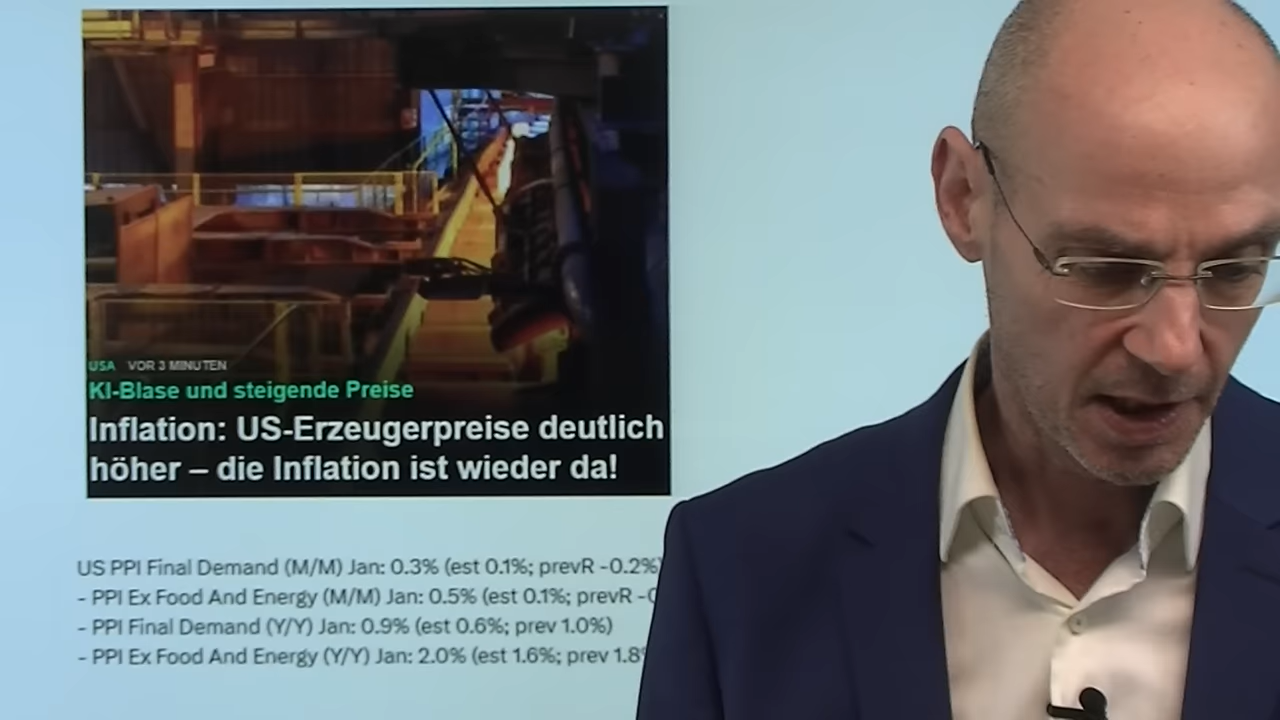 USA VOR 3 MINUTEN
KI-Blase und steigende Preise
Inflation: US-Erzeugerpreise deutlich
höher – die Inflation ist wieder da!
US PPI Final Demand (M/M) Jan: 0.3% (est 0.1%; prevR -0.2%)
- PPI Ex Food And Energy (M/M) Jan: 0.5% (est 0.1%; prevR
- PPI Final Demand (Y/Y) Jan: 0.9% (est 0.6%; prev 1.0%)
- PPI Ex Food And Energy (Y/Y) Jan: 2.0% (est 1.6%; prev 1.8